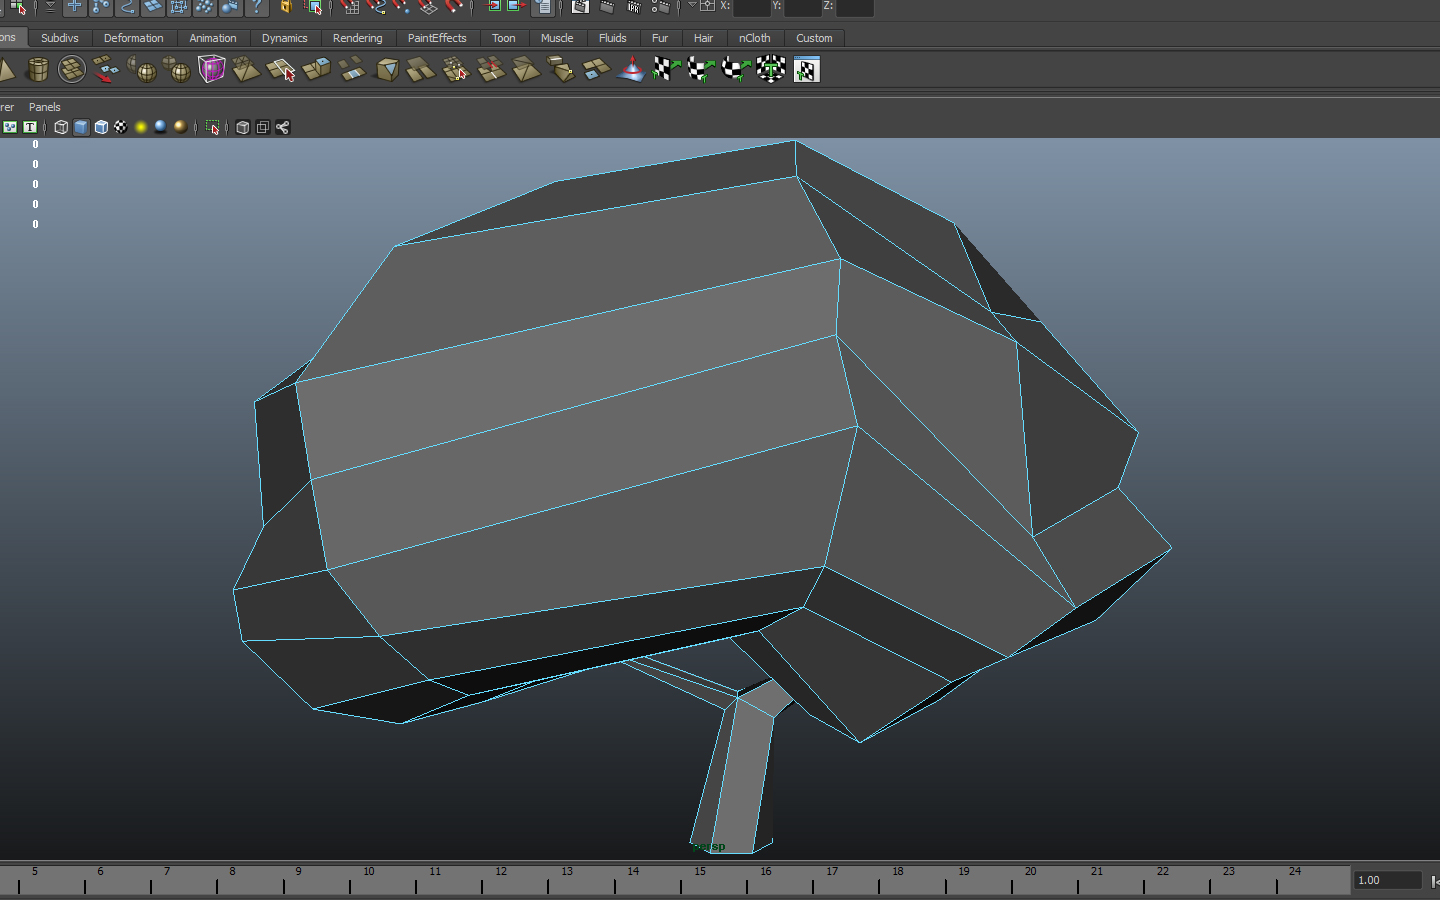 X: Y: Z:
ons Subdivs Deformation Animation Dynamics Rendering PaintEffects Toon Muscle Fluids Fur Hair nCloth Custom
rer Panels
T
0
0
0
0
0
persp
5 6 7 8 9 10 11 12 13 14 15 16 17 18 19 20 21 22 23 24
1.00